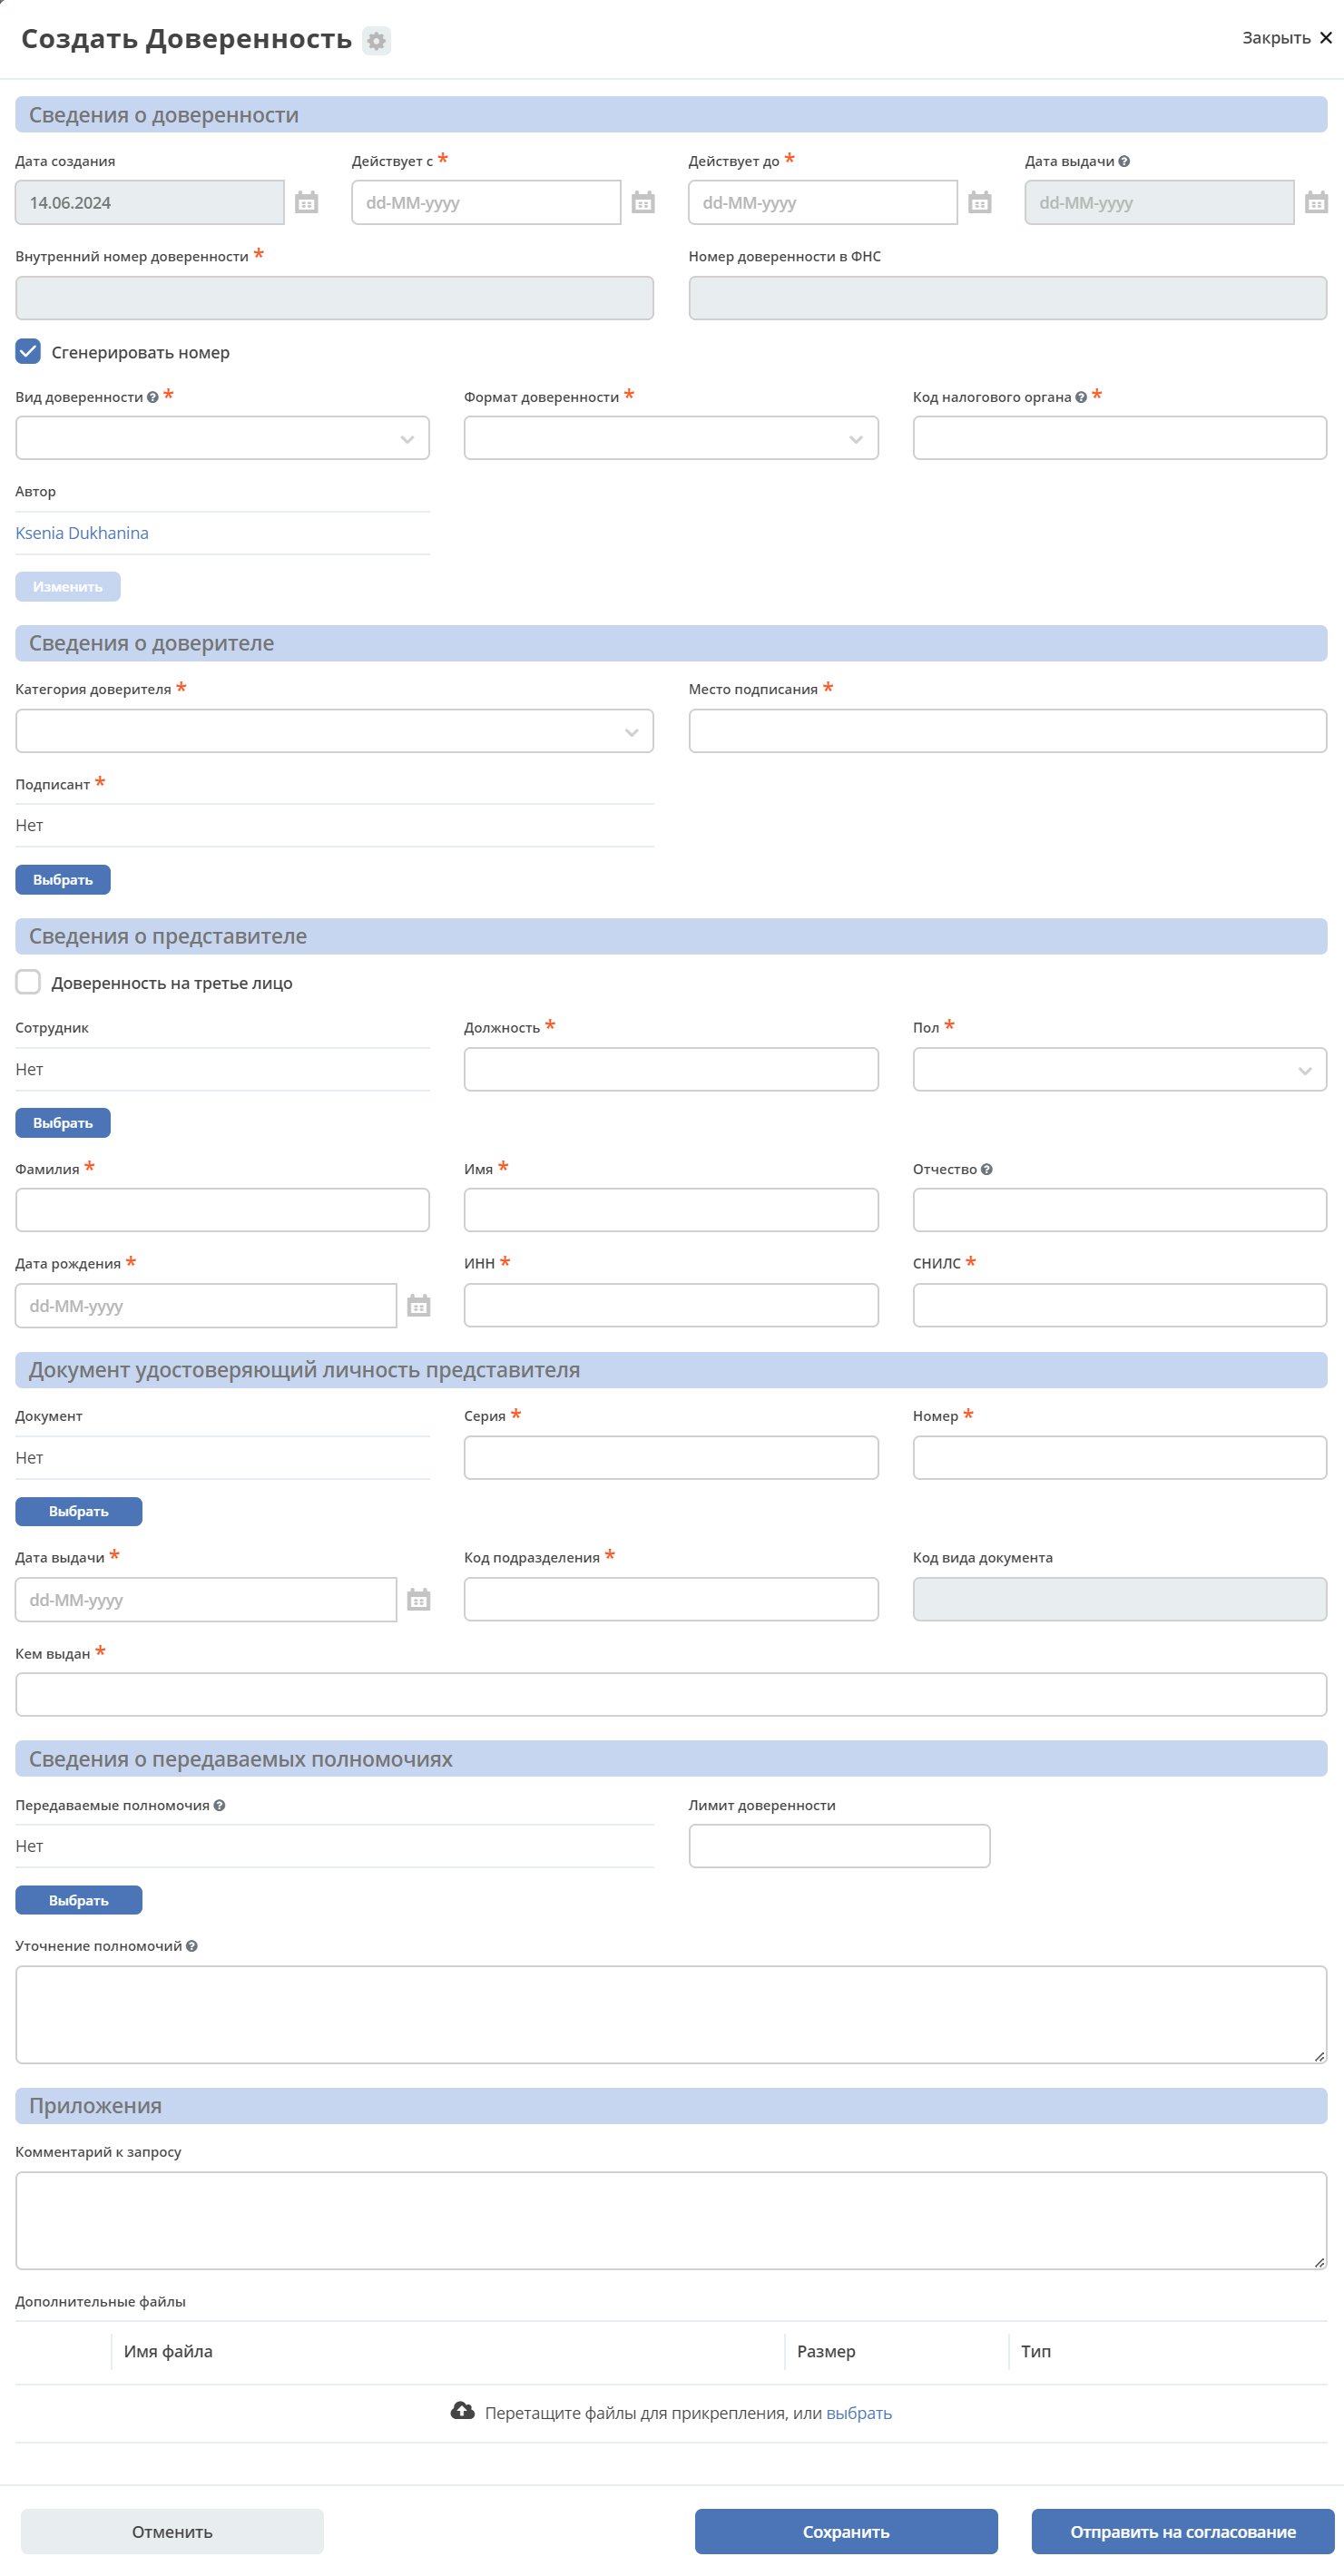 Создать Доверенность
Закрыть
Сведения о доверенности
Дата создания Действует с * Действует до * Дата выдачи ?
14.06.2024 dd-MM-yyyy dd-MM-yyyy dd-MM-yyyy
Внутренний номер доверенности * Номер доверенности в ФНС
Сгенерировать номер
Вид доверенности ? * Формат доверенности * Код налогового органа ? *
Автор
Ksenia Dukhanina
Изменить
Сведения о доверителе
Категория доверителя * Место подписания *
Подписант *
Нет
Выбрать
Сведения о представителе
Доверенность на третье лицо
Сотрудник Должность * Пол *
Нет
Выбрать
Фамилия * Имя * Отчество ?
Дата рождения * ИНН * СНИЛС *
dd-MM-yyyy
Документ удостоверяющий личность представителя
Документ Серия * Номер *
Нет
Выбрать
Дата выдачи * Код подразделения * Код вида документа
dd-MM-yyyy
Кем выдан *
Сведения о передаваемых полномочиях
Передаваемые полномочия ? Лимит доверенности
Нет
Выбрать
Уточнение полномочий ?
Приложения
Комментарий к запросу
Дополнительные файлы
Имя файла Размер Тип
Перетащите файлы для прикрепления, или выбрать
Отменить Сохранить Отправить на согласование